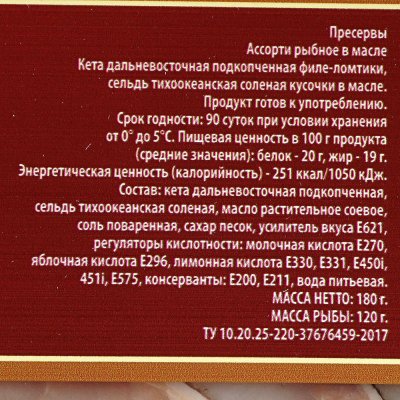 Пресервы
Ассорти рыбное в масле
Кета дальневосточная подкопченная филе-ломтики,
сельдь тихоокеанская соленая кусочки в масле.
Продукт готов к употреблению.
Срок годности: 90 суток при условии хранения
от 0° до 5°С. Пищевая ценность в 100 г продукта
(средние значения): белок - 20 г, жир - 19 г.
Энергетическая ценность (калорийность) - 251 ккал/1050 кДж.
Состав: кета дальневосточная подкопченная,
сельдь тихоокеанская соленая, масло растительное соевое,
соль поваренная, сахар песок, усилитель вкуса Е621,
регуляторы кислотности: молочная кислота Е270,
яблочная кислота Е296, лимонная кислота Е330, Е331, Е450i,
451i, Е575, консерванты: Е200, Е211, вода питьевая.
МАССА НЕТТО: 180 г.
МАССА РЫБЫ: 120 г.
ТУ 10.20.25-220-37676459-2017